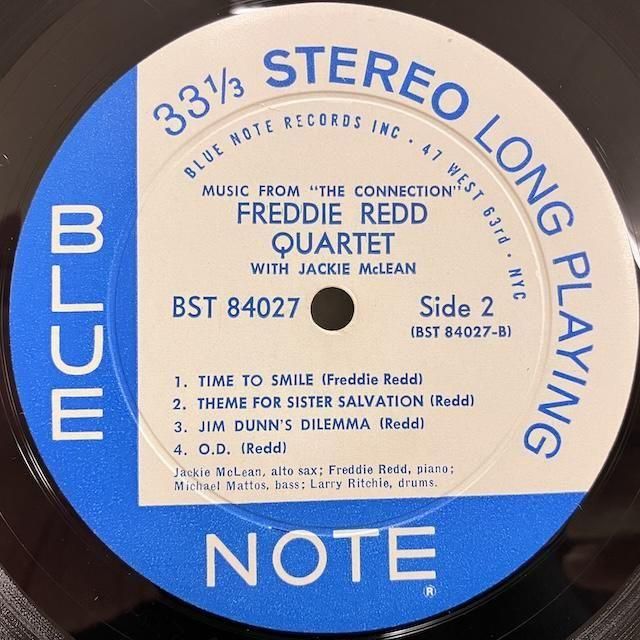 33⅓ STEREO LONG PLAYING
BLUE NOTE RECORDS INC · 47 WEST 63rd · NYC
MUSIC FROM "THE CONNECTION"
FREDDIE REDD
QUARTET
WITH JACKIE McLEAN
BST 84027
Side 2
(BST 84027-B)
1. TIME TO SMILE (Freddie Redd)
2. THEME FOR SISTER SALVATION (Redd)
3. JIM DUNN'S DILEMMA (Redd)
4. O.D. (Redd)
Jackie McLean, alto sax; Freddie Redd, piano;
Michael Mattos, bass; Larry Ritchie, drums.
BLUE
NOTE®